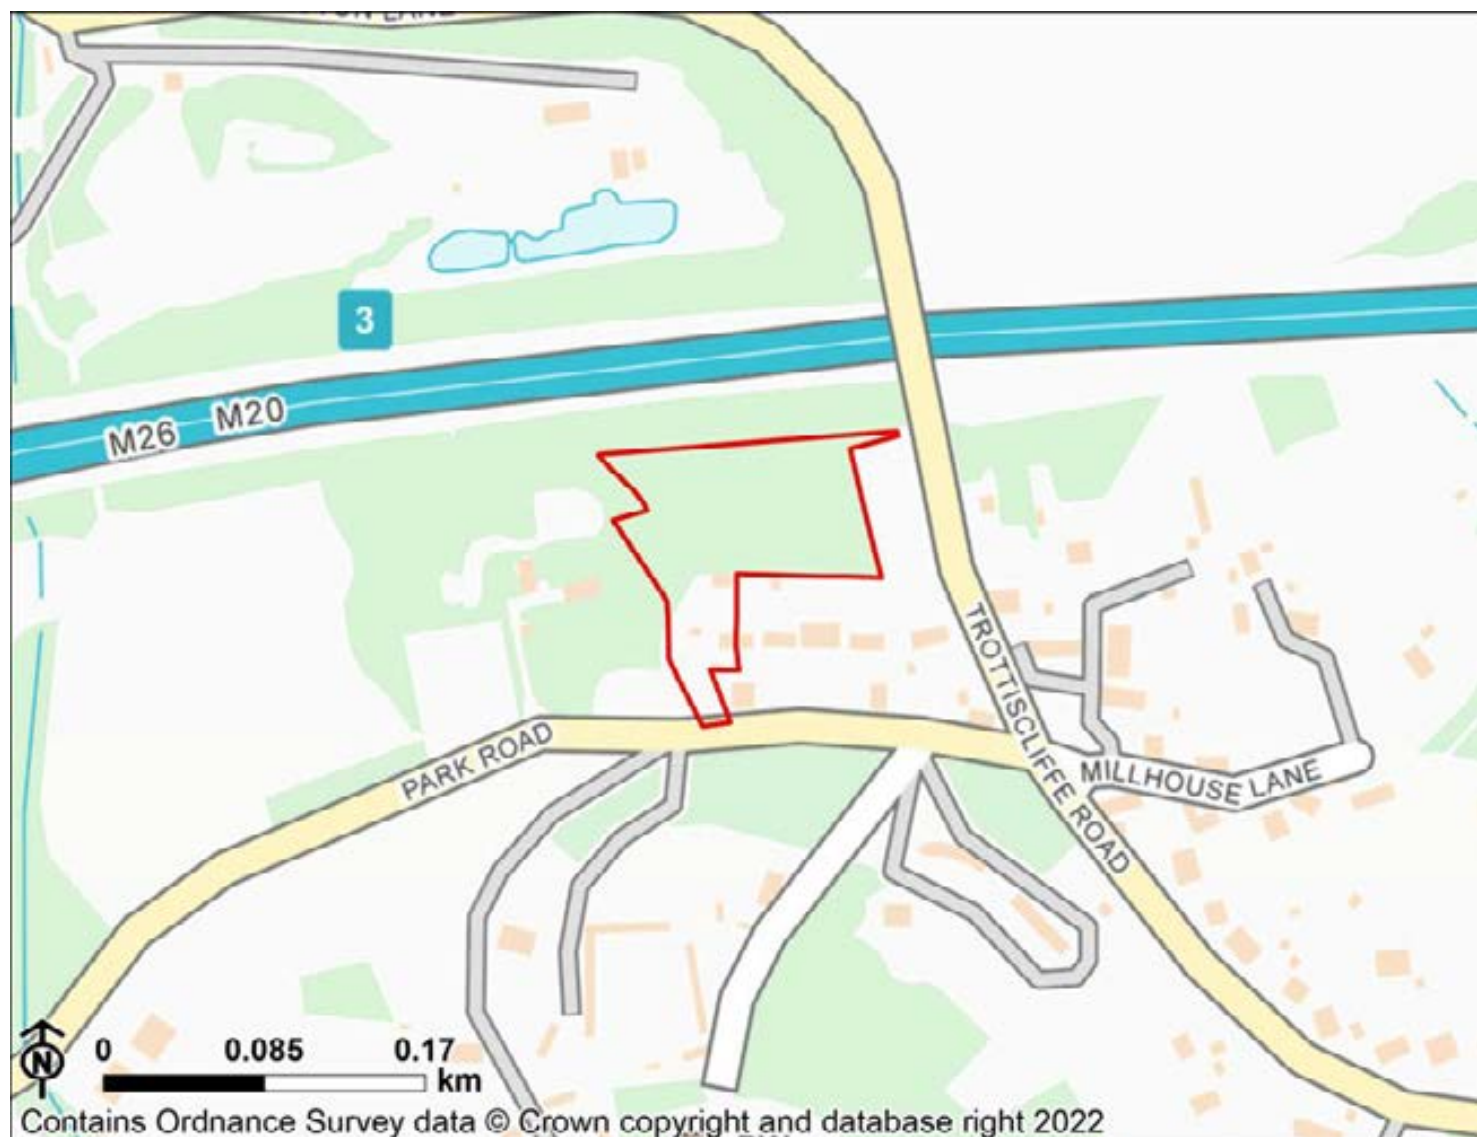 3
M26
M20
TROTTISCLIFFE ROAD
PARK ROAD
MILLHOUSE LANE
N
0 0.085 0.17
km
Contains Ordnance Survey data © Crown copyright and database right 2022